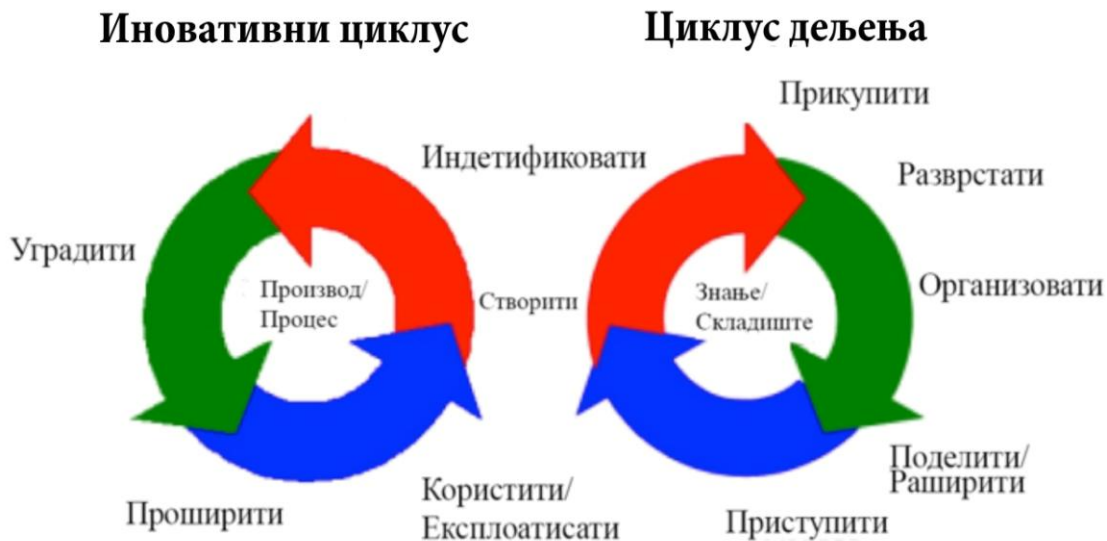 Иновативни циклус
Циклус дељења
Прикупити
Индетификовати
Разврстати
Уградити
Производ/
Процес
Створити
Знање/
Складиште
Организовати
Поделити/
Раширити
Користити/
Експлоатисати
Проширити
Приступити